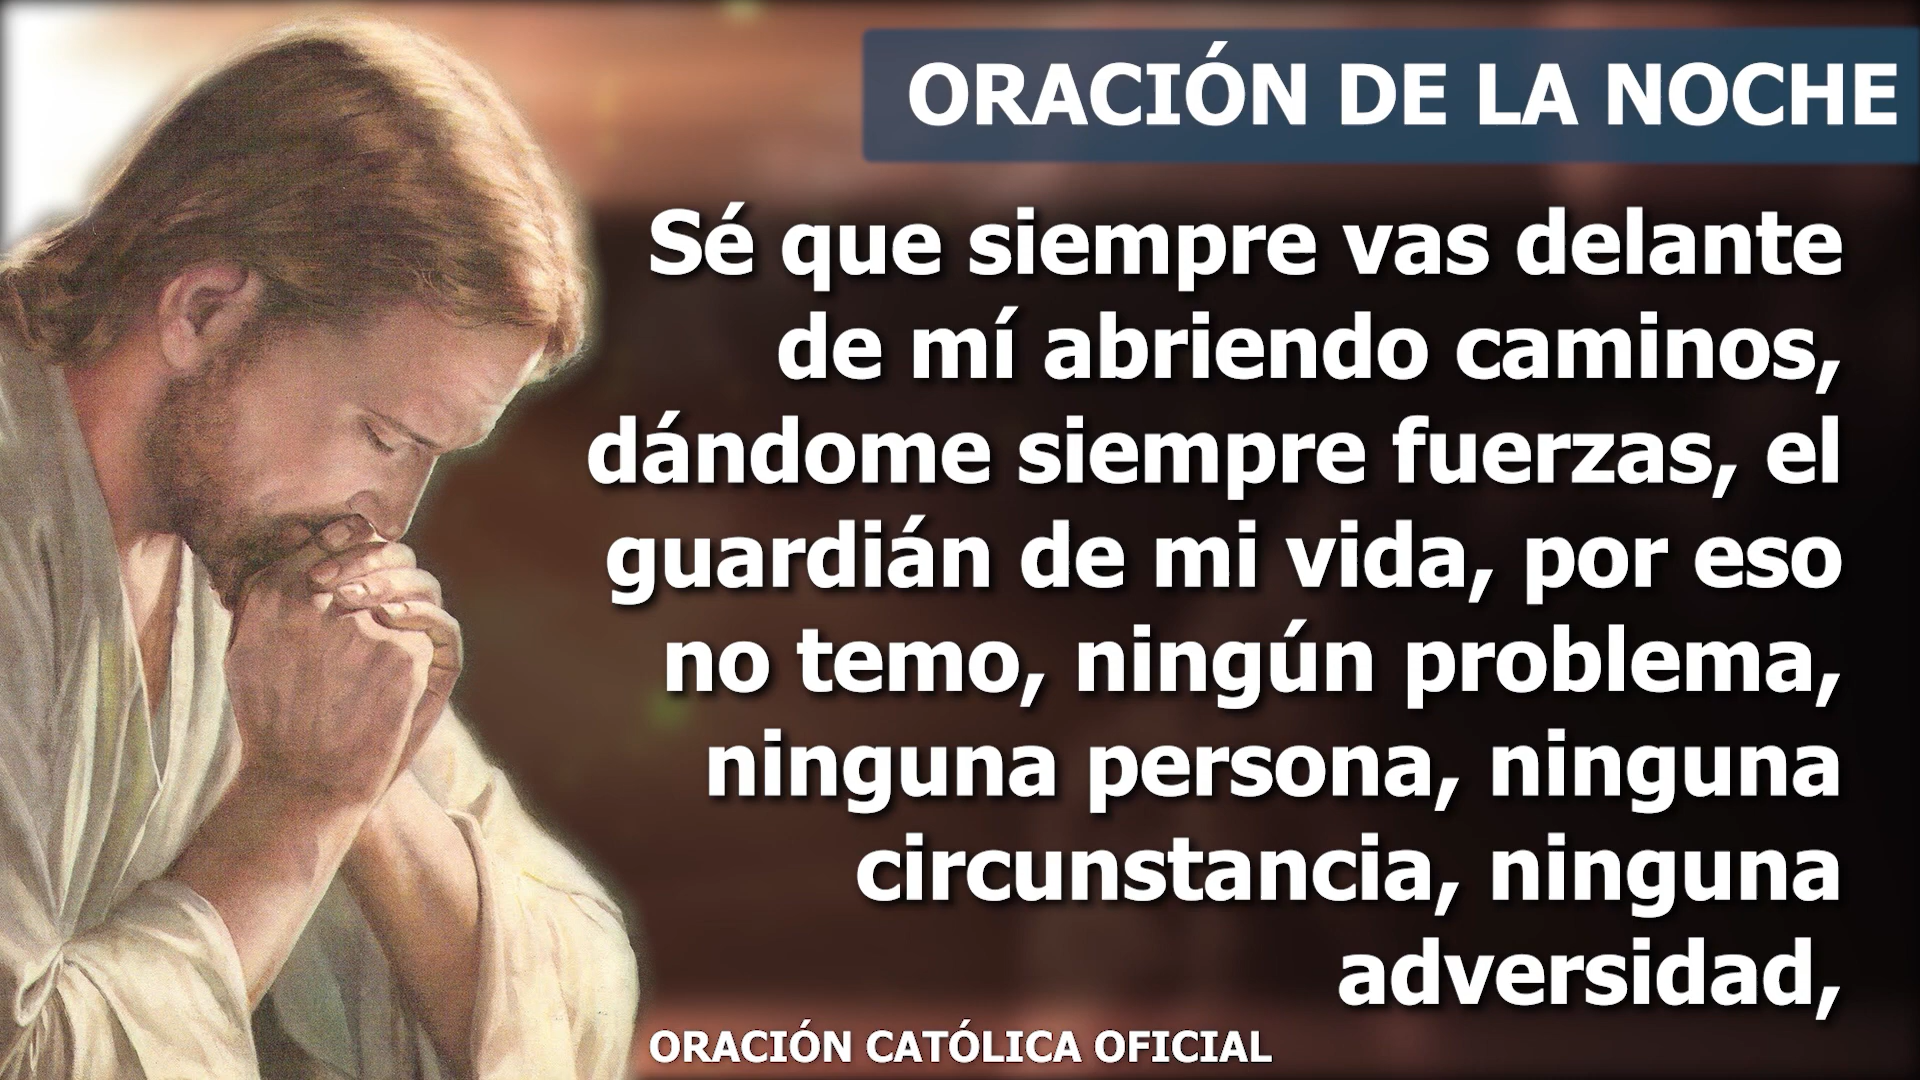 ORACIÓN DE LA NOCHE
Sé que siempre vas delante
de mí abriendo caminos,
dándome siempre fuerzas, el
guardián de mi vida, por eso
no temo, ningún problema,
ninguna persona, ninguna
circunstancia, ninguna
adversidad,
ORACIÓN CATÓLICA OFICIAL